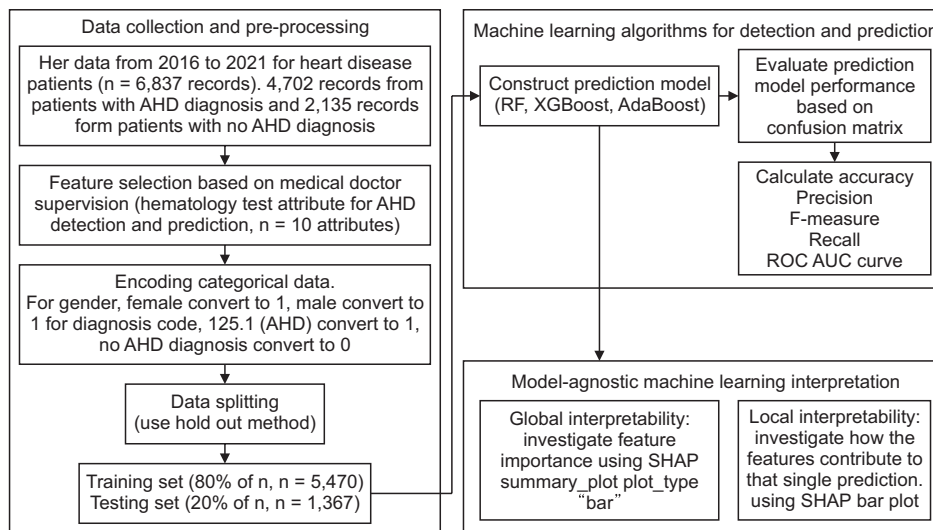 Data collection and pre-processing
Her data from 2016 to 2021 for heart disease
patients (n = 6,837 records). 4,702 records from
patients with AHD diagnosis and 2,135 records
form patients with no AHD diagnosis
Feature selection based on medical doctor
supervision (hematology test attribute for AHD
detection and prediction, n = 10 attributes)
Encoding categorical data.
For gender, female convert to 1, male convert to
1 for diagnosis code, 125.1 (AHD) convert to 1,
no AHD diagnosis convert to 0
Data splitting
(use hold out method)
Training set (80% of n, n = 5,470)
Testing set (20% of n, n = 1,367)
Machine learning algorithms for detection and prediction
Construct prediction model
(RF, XGBoost, AdaBoost)
Evaluate prediction
model performance
based on
confusion matrix
Calculate accuracy
Precision
F-measure
Recall
ROC AUC curve
Model-agnostic machine learning interpretation
Global interpretability:
investigate feature
importance using SHAP
summary_plot plot_type
“bar”
Local interpretability:
investigate how the
features contribute to
that single prediction.
using SHAP bar plot